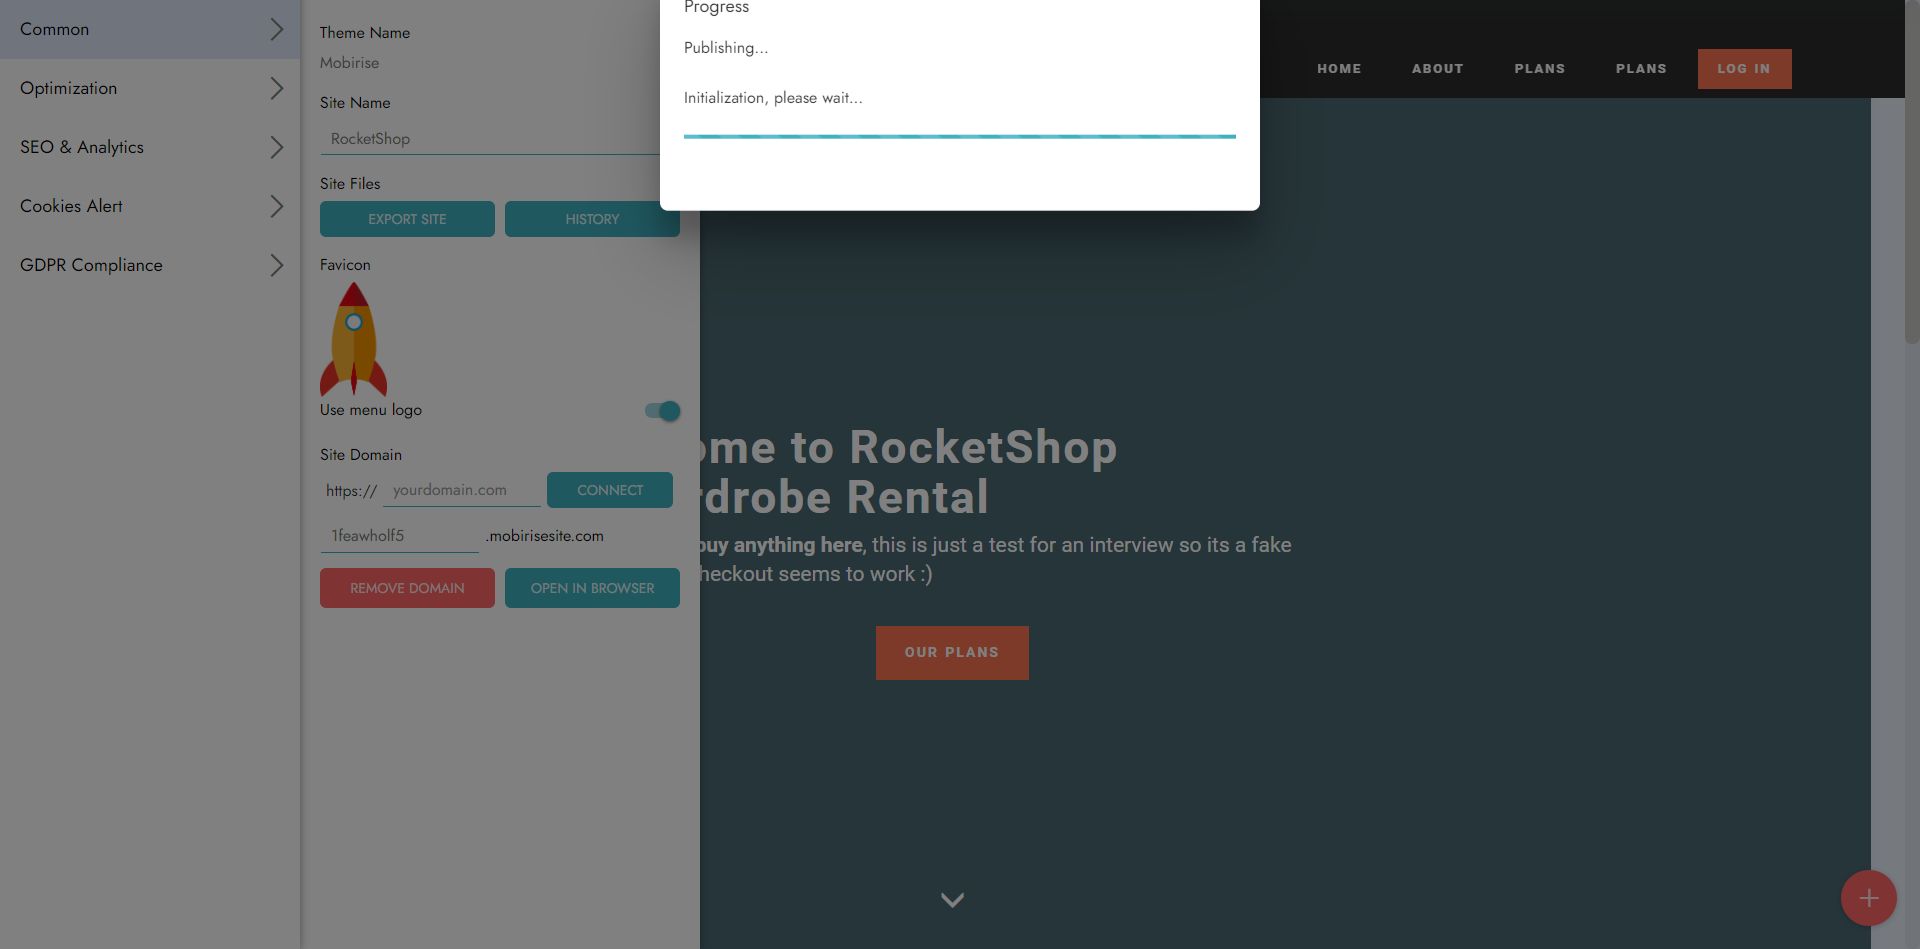 Common
Optimization
SEO & Analytics
Cookies Alert
GDPR Compliance
Theme Name
Mobirise
Site Name
RocketShop
Site Files
EXPORT SITE HISTORY
Favicon
Use menu logo
Site Domain
https:// yourdomain.com CONNECT
1feawholf5 .mobirisesite.com
REMOVE DOMAIN OPEN IN BROWSER
Progress
Publishing...
Initialization, please wait...
HOME ABOUT PLANS PLANS LOG IN
ome to RocketShop
rdrobe Rental
buy anything here, this is just a test for an interview so its a fake
heckout seems to work :)
OUR PLANS